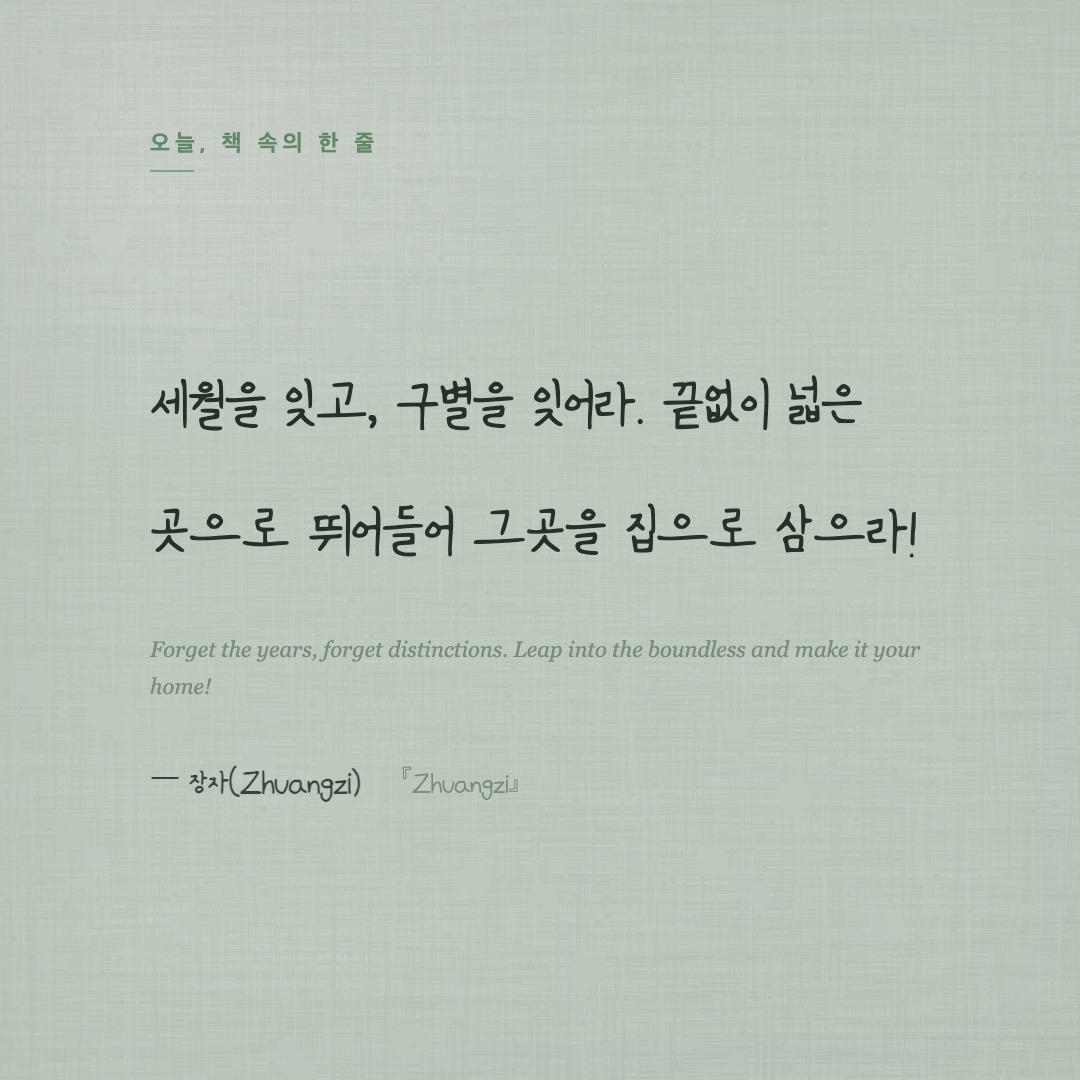 오늘, 책 속의 한 줄
세월을 잊고, 구별을 잊어라. 끝없이 넓은
곳으로 뛰어들어 그곳을 집으로 삼으라!
Forget the years, forget distinctions. Leap into the boundless and make it your
home!
— 장자(Zhuangzi) 『Zhuangzi』